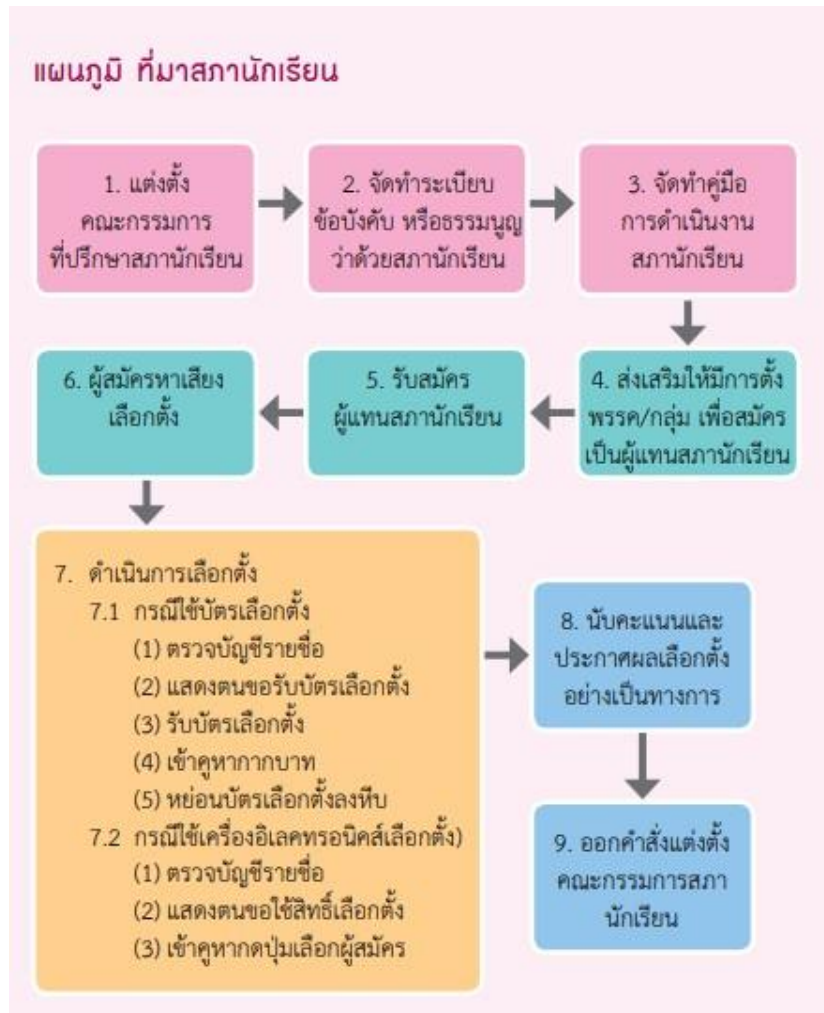 แผนภูมิ ที่มาสภานักเรียน
1. แต่งตั้ง
คณะกรรมการ
ที่ปรึกษาสภานักเรียน
2. จัดทำระเบียบ
ข้อบังคับ หรือธรรมนูญ
ว่าด้วยสภานักเรียน
3. จัดทำคู่มือ
การดำเนินงาน
สภานักเรียน
4. ส่งเสริมให้มีการตั้ง
พรรค/กลุ่ม เพื่อสมัคร
เป็นผู้แทนสภานักเรียน
5. รับสมัคร
ผู้แทนสภานักเรียน
6. ผู้สมัครหาเสียง
เลือกตั้ง
7. ดำเนินการเลือกตั้ง
7.1 กรณีใช้บัตรเลือกตั้ง
(1) ตรวจบัญชีรายชื่อ
(2) แสดงตนขอรับบัตรเลือกตั้ง
(3) รับบัตรเลือกตั้ง
(4) เข้าคูหากากบาท
(5) หย่อนบัตรเลือกตั้งลงหีบ
7.2 กรณีใช้เครื่องอิเลคทรอนิคส์เลือกตั้ง)
(1) ตรวจบัญชีรายชื่อ
(2) แสดงตนขอใช้สิทธิ์เลือกตั้ง
(3) เข้าคูหากดปุ่มเลือกผู้สมัคร
8. นับคะแนนและ
ประกาศผลเลือกตั้ง
อย่างเป็นทางการ
9. ออกคำสั่งแต่งตั้ง
คณะกรรมการสภา
นักเรียน